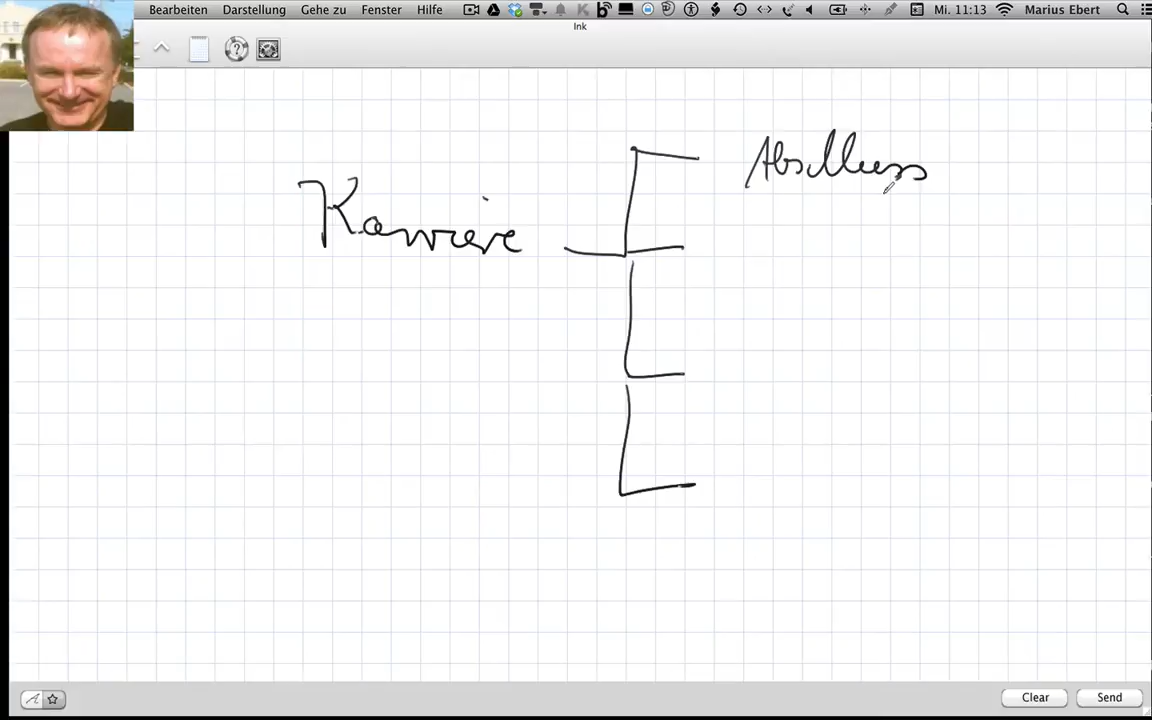 Bearbeiten Darstellung Gehe zu Fenster Hilfe Mi. 11:13 Marius Ebert
Ink
Abschluss
Karriere
Clear Send